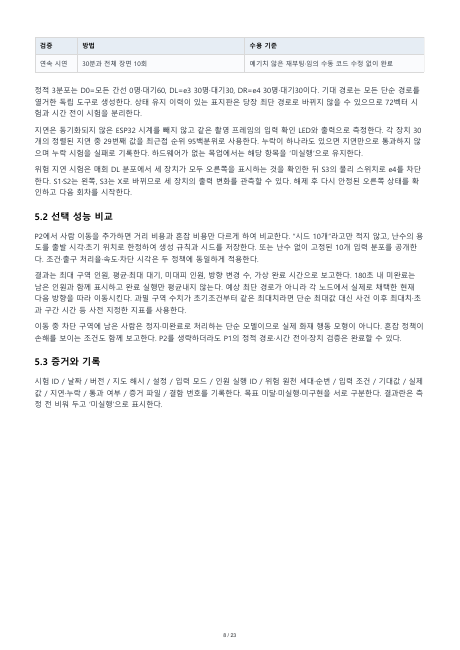 검증 방법 수용 기준
연속 시연 30분과 전체 장면 10회 예기치 않은 재부팅·임의 수동 코드 수정 없이 완료
정적 3분포는 D0=모든 간선 0명·대기60, DL=e3 30명·대기30, DR=e4 30명·대기30이다. 기대 경로는 모든 단순 경로를
열거한 독립 도구로 생성한다. 상태 유지 이력이 있는 표지판은 당장 최단 경로로 바뀌지 않을 수 있으므로 72벡터 시
험과 시간 전이 시험을 분리한다.
지연은 동기화되지 않은 ESP32 시계를 빼지 않고 같은 촬영 프레임의 입력 확인 LED와 출력으로 측정한다. 각 장치 30
개의 정렬된 지연 중 29번째 값을 최근접 순위 95백분위로 사용한다. 누락이 하나라도 있으면 지연만으로 통과하지 않
으며 누락 시험을 실패로 기록한다. 하드웨어가 없는 목업에서는 해당 항목을 '미실행'으로 유지한다.
위험 지연 시험은 매회 DL 분포에서 세 장치가 모두 오른쪽을 표시하는 것을 확인한 뒤 S3의 물리 스위치로 e4를 차단
한다. S1·S2는 왼쪽, S3는 X로 바뀌므로 세 장치의 출력 변화를 관측할 수 있다. 해제 후 다시 안정된 오른쪽 상태를 확
인하고 다음 회차를 시작한다.
5.2 선택 성능 비교
P2에서 사람 이동을 추가하면 거리 비용과 혼잡 비용만 다르게 하여 비교한다. "시드 10개"라고만 적지 않고, 난수의 용
도를 출발 시각·초기 위치로 한정하여 생성 규칙과 시드를 저장한다. 또는 난수 없이 고정된 10개 입력 분포를 공개한
다. 조건·출구 처리율·속도·차단 시각은 두 정책에 동일하게 적용한다.
결과는 최대 구역 인원, 평균·최대 대기, 미대피 인원, 방향 변경 수, 가상 완료 시간으로 보고한다. 180초 내 미완료는
남은 인원과 함께 표시하고 완료 실행만 평균내지 않는다. 예상 최단 경로가 아니라 각 노드에서 실제로 채택한 현재
다음 방향을 따라 이동시킨다. 과밀 구역 수치가 초기조건부터 같은 최대치라면 단순 최대값 대신 사건 이후 최대치·초
과 구간 시간 등 사전 지정한 지표를 사용한다.
이동 중 차단 구역에 남은 사람은 정지·미완료로 처리하는 단순 모델이므로 실제 화재 행동 모형이 아니다. 혼잡 정책이
손해를 보이는 조건도 함께 보고한다. P2를 생략하더라도 P1의 정적 경로·시간 전이·장치 검증은 완료할 수 있다.
5.3 증거와 기록
시험 ID / 날짜 / 버전 / 지도 해시 / 설정 / 입력 모드 / 인원 실행 ID / 위험 원천 세대·순번 / 입력 조건 / 기대값 / 실제
값 / 지연·누락 / 통과 여부 / 증거 파일 / 결함 번호를 기록한다. 목표 미달·미실행·미구현을 서로 구분한다. 결과란은 측
정 전 비워 두고 '미실행'으로 표시한다.
8 / 23